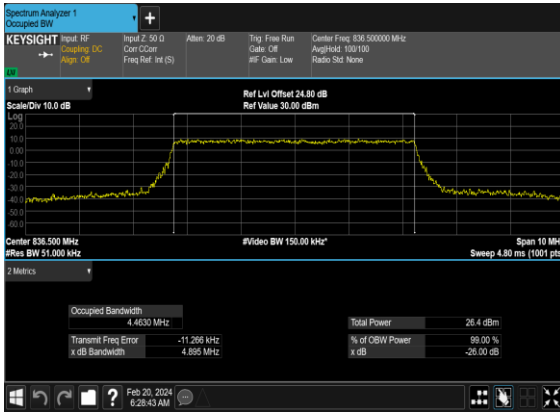 Spectrum Analyzer 1
Occupied BW
KEYSIGHT
Input: RF
Coupling: DC
Align: Off
Input Z: 50 Ω
Corr CCorr
Freq Ref: Int (S)
Atten: 20 dB
Trig: Free Run
Gate: Off
#IF Gain: Low
Center Freq: 836.500000 MHz
Avg|Hold: 100/100
Radio Std: None
1 Graph
Scale/Div 10.0 dB
Ref Lvl Offset 24.80 dB
Ref Value 30.00 dBm
Log
20.0
10.0
0.00
-10.0
-20.0
-30.0
-40.0
-50.0
-60.0
Center 836.500 MHz
#Res BW 51.000 kHz
#Video BW 150.00 kHz*
Span 10 MH
Sweep 4.80 ms (1001 pts
2 Metrics
Occupied Bandwidth
4.4630 MHz
Transmit Freq Error -11.266 kHz
x dB Bandwidth 4.895 MHz
Total Power 26.4 dBm
% of OBW Power 99.00 %
x dB -26.00 dB
Feb 20, 2024
6:28:43 AM